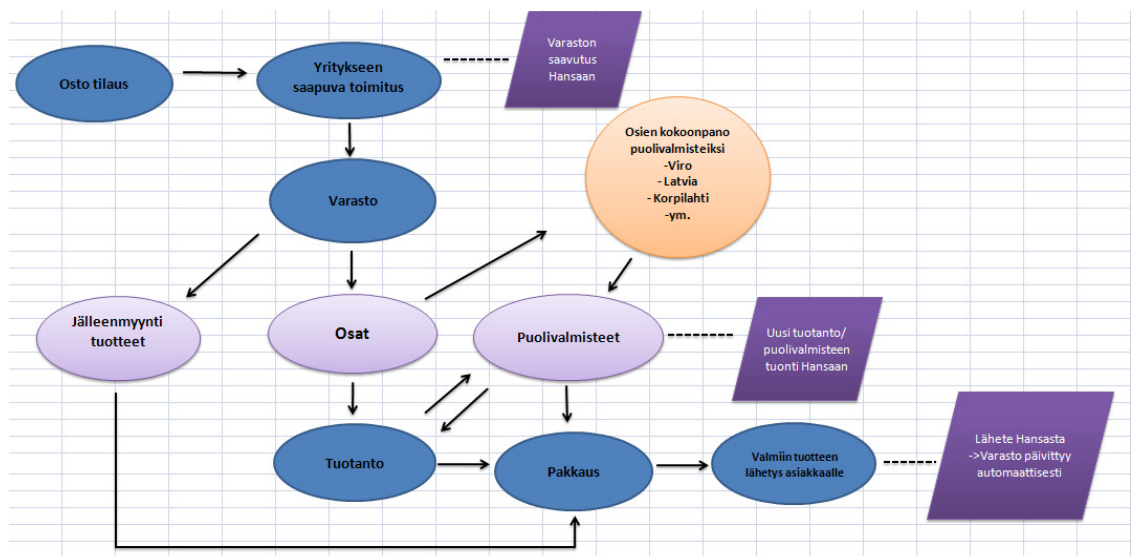 Osto tilaus
Yritykseen
saapuva toimitus
Varaston
saavutus
Hansaan
Osien kokoonpano
puolivalmisteiksi
-Viro
- Latvia
- Korpilahti
-ym.
Varasto
Jälleenmyynti
tuotteet
Osat
Puolivalmisteet
Uusi tuotanto/
puolivalmisteen
tuonti Hansaan
Tuotanto
Pakkaus
Valmiin tuotteen
lähetys asiakkaalle
Lähete Hansasta
->Varasto päivittyy
automaattisesti